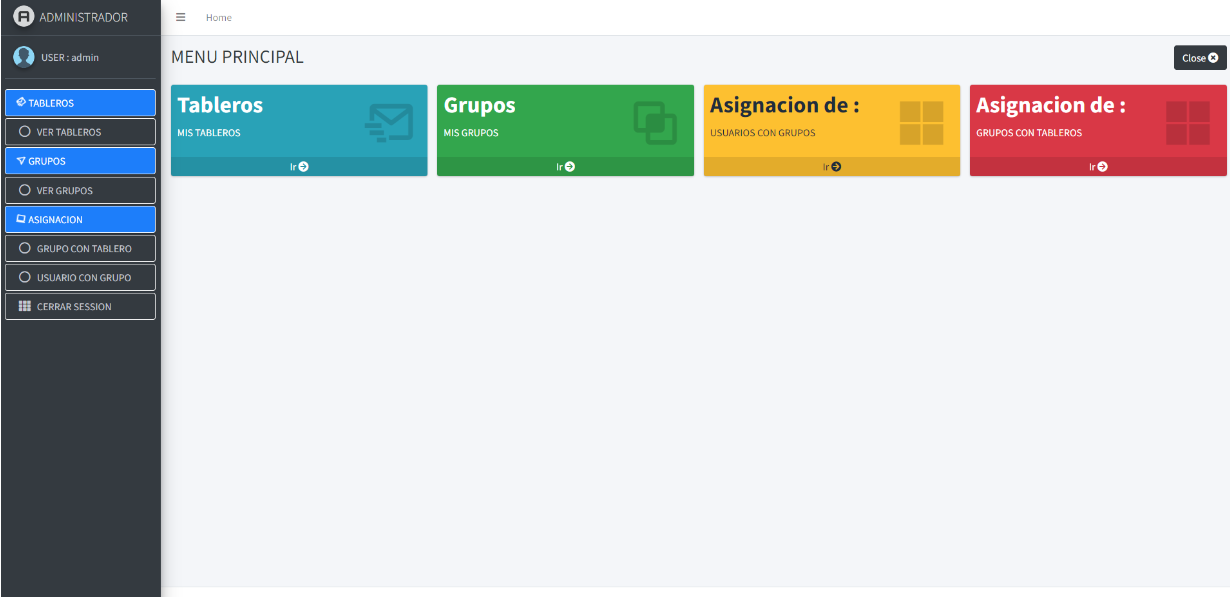 ADMINISTRADOR
Home
USER : admin
MENU PRINCIPAL
Close
TABLEROS
VER TABLEROS
GRUPOS
VER GRUPOS
ASIGNACION
GRUPO CON TABLERO
USUARIO CON GRUPO
CERRAR SESSION
Tableros
MIS TABLEROS
Ir
Grupos
MIS GRUPOS
Ir
Asignacion de :
USUARIOS CON GRUPOS
Ir
Asignacion de :
GRUPOS CON TABLEROS
Ir